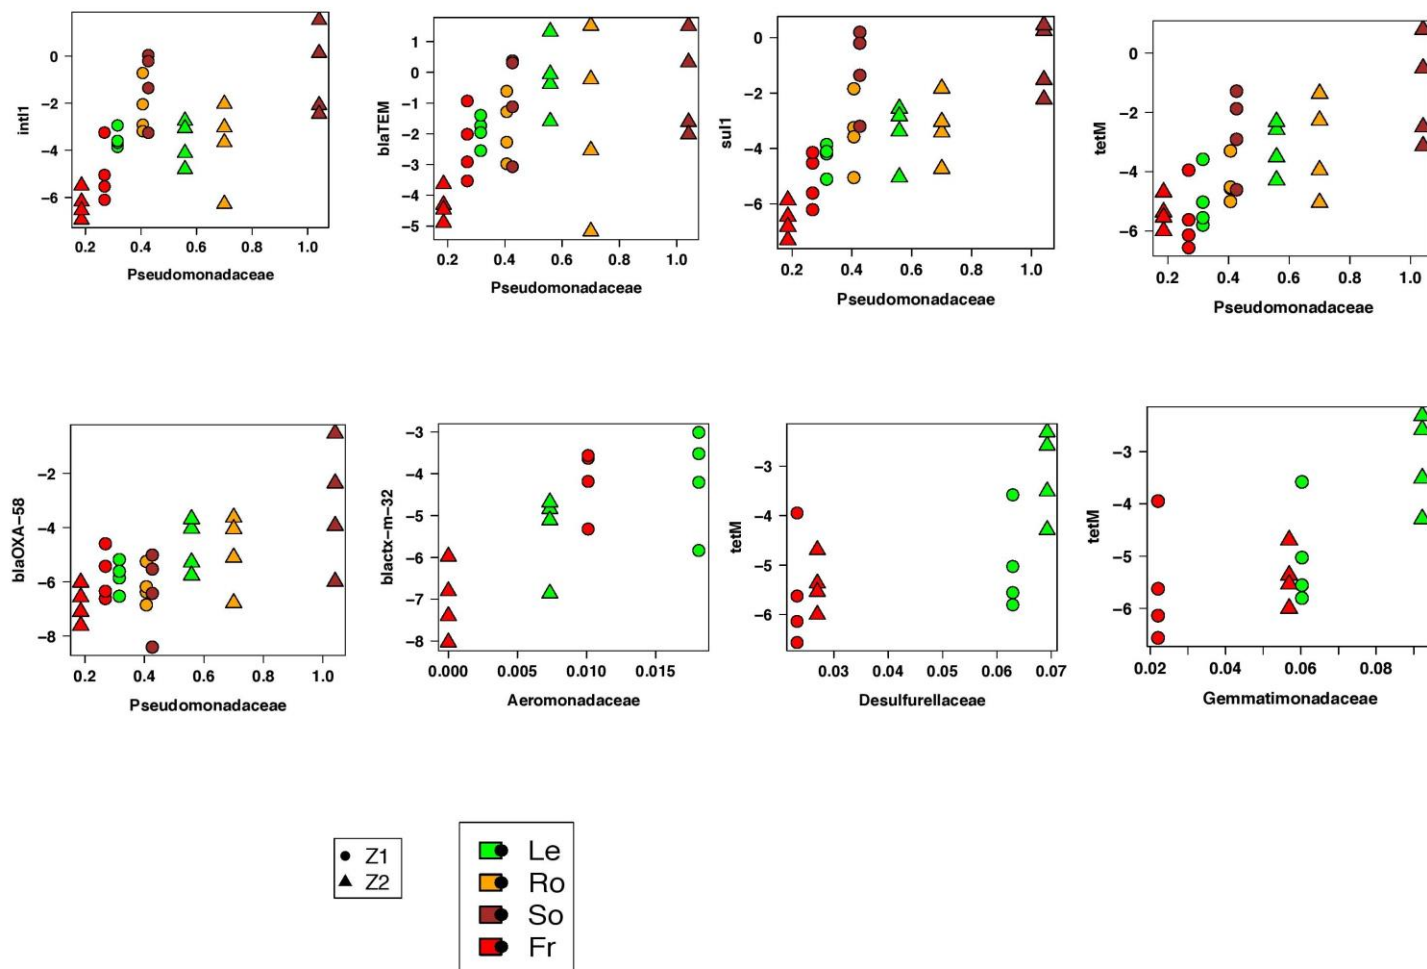 intI1
0
−2
−4
−6
0.2 0.4 0.6 0.8 1.0
Pseudomonadaceae
blaTEM
1
0
−1
−2
−3
−4
−5
0.2 0.4 0.6 0.8 1.0
Pseudomonadaceae
sul1
0
−2
−4
−6
0.2 0.4 0.6 0.8 1.0
Pseudomonadaceae
tetM
0
−2
−4
−6
0.2 0.4 0.6 0.8 1.0
Pseudomonadaceae
blaOXA−58
−2
−4
−6
−8
0.2 0.4 0.6 0.8 1.0
Pseudomonadaceae
blactx−m−32
−3
−4
−5
−6
−7
−8
0.000 0.005 0.010 0.015
Aeromonadaceae
tetM
−3
−4
−5
−6
0.03 0.04 0.05 0.06 0.07
Desulfurellaceae
tetM
−3
−4
−5
−6
0.02 0.04 0.06 0.08
Gemmatimonadaceae
Z1
Z2
Le
Ro
So
Fr